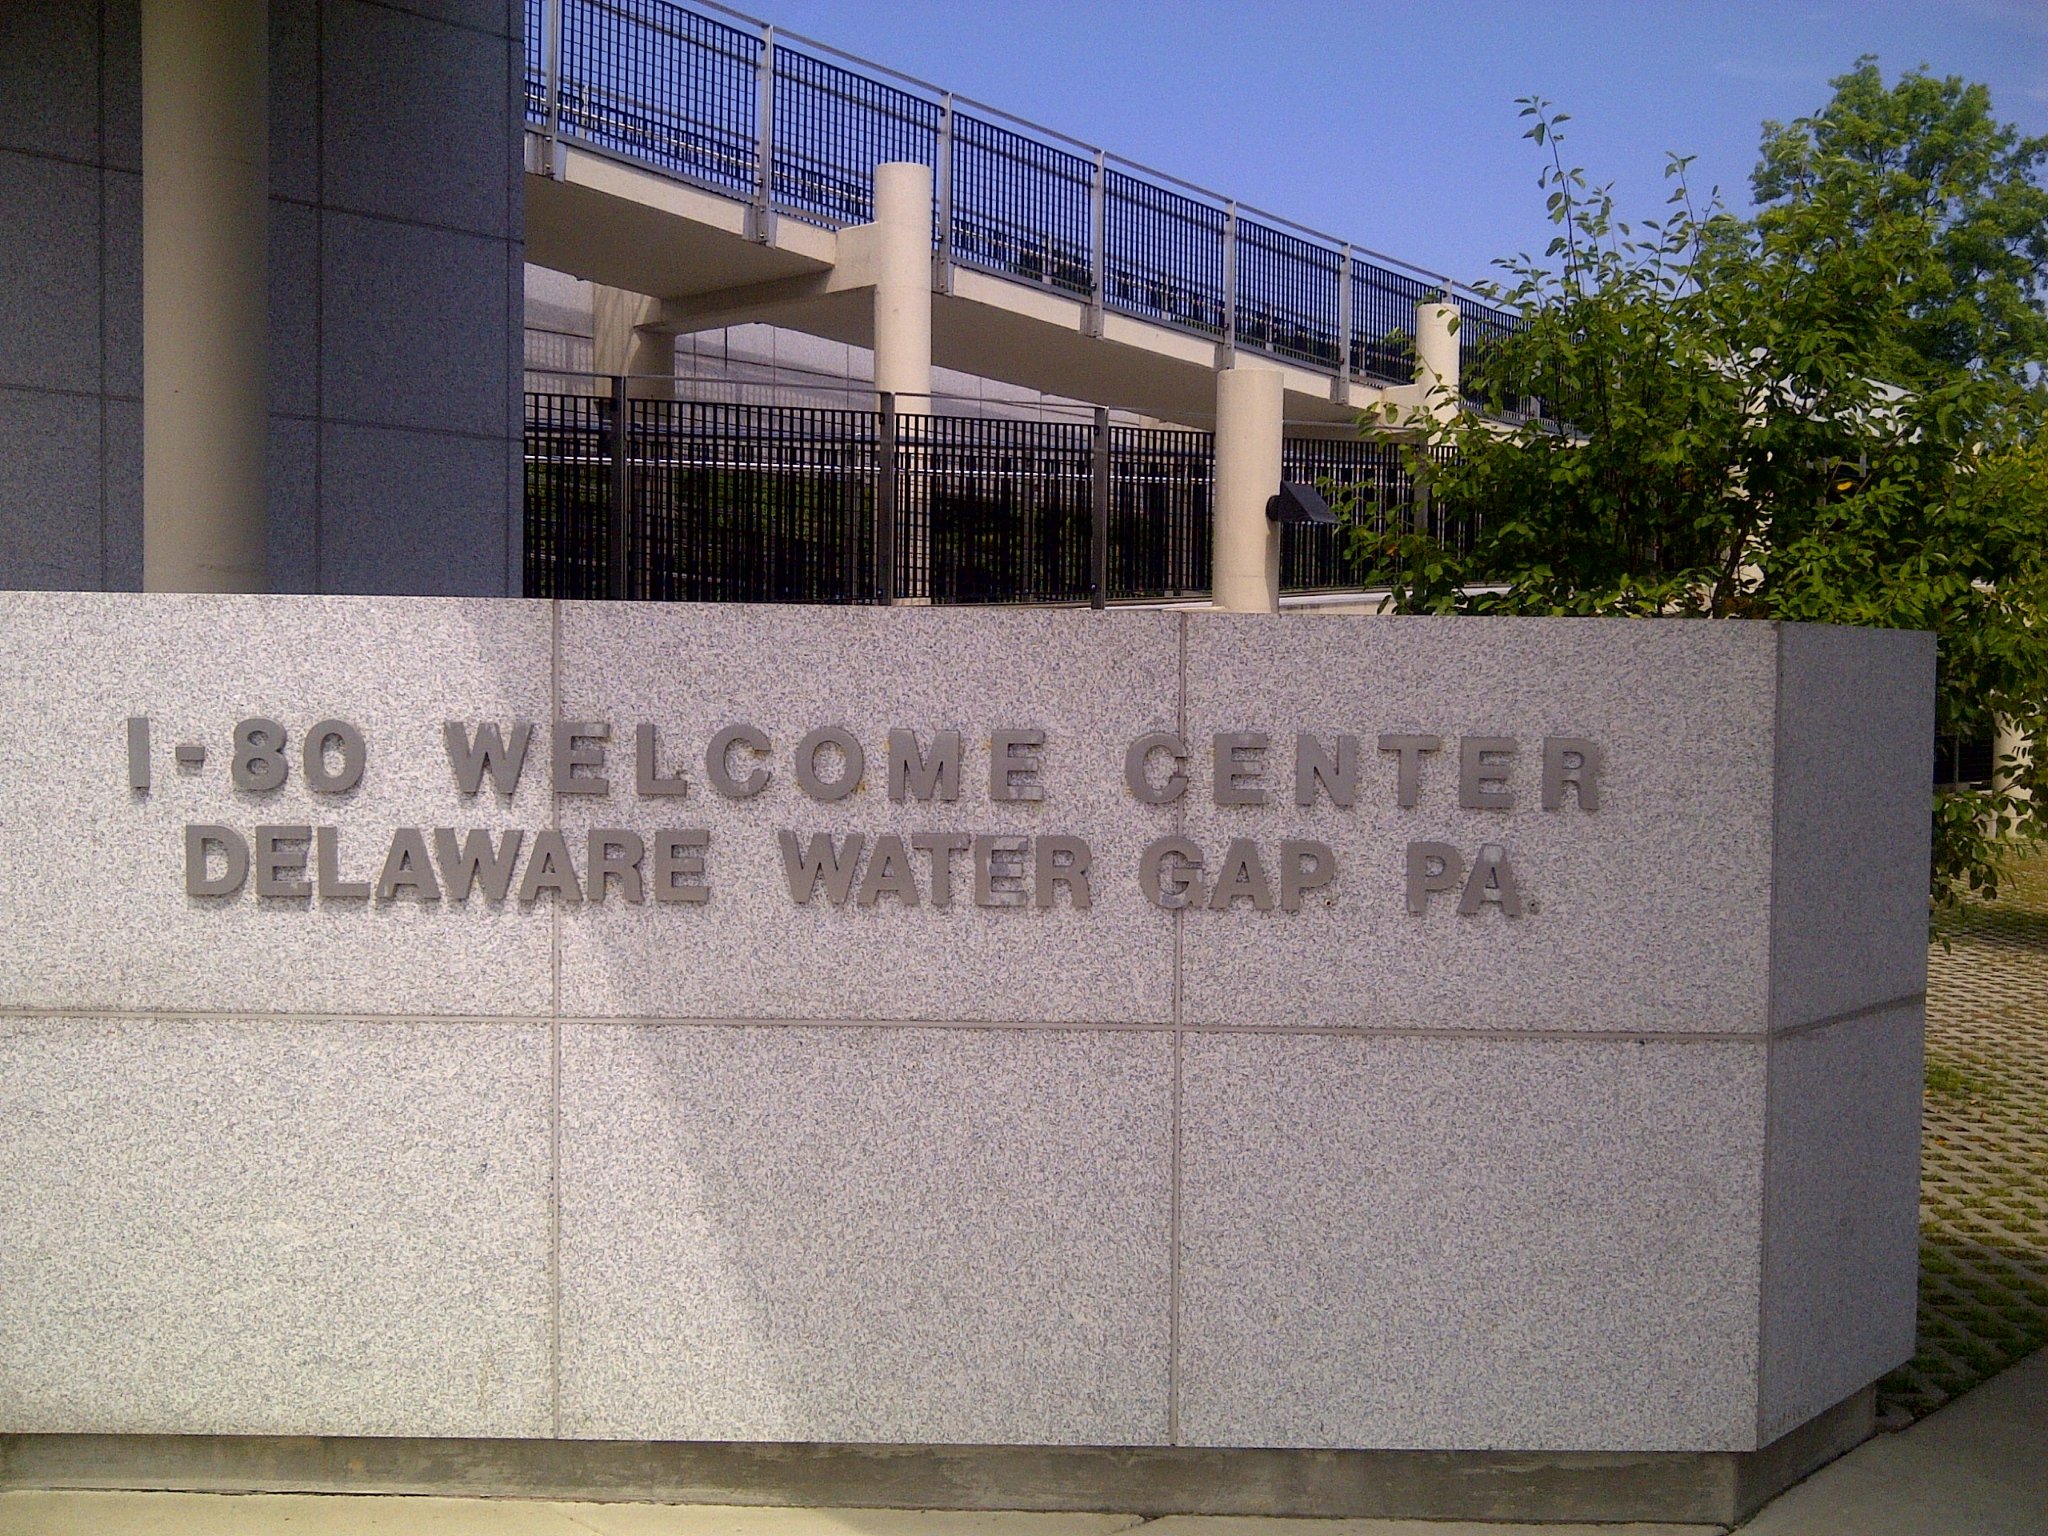 I-80 WELCOME CENTER
DELAWARE WATER GAP. PA.